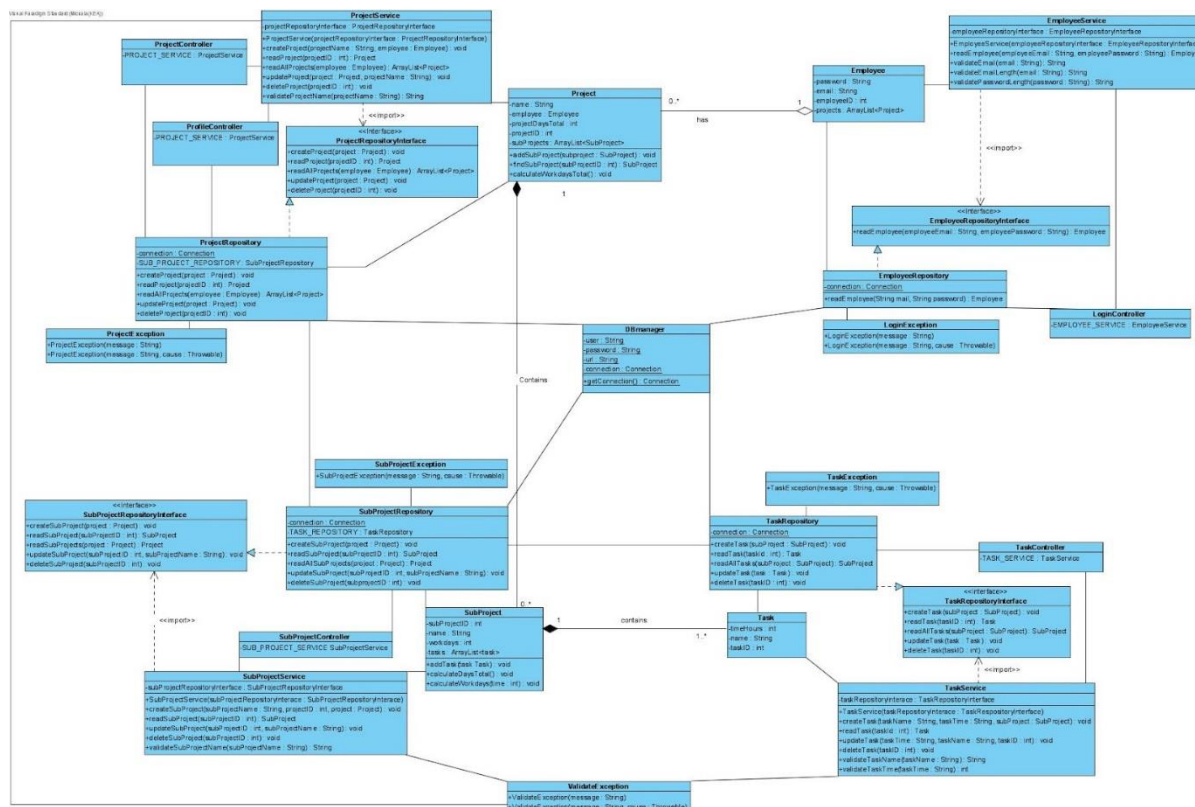 ProjectService
-projectRepositoryInterface : ProjectRepositoryInterface
+ProjectService(projectRepositoryInterface : ProjectRepositoryInterface)
+createProject(projectName : String, employee : Employee) : void
+readProject(projectID : int) : Project
+readAllProjects(employee : Employee) : ArrayList<Project>
+updateProject(project : Project, projectName : String) : void
+deleteProject(projectID : int) : void
+validateProjectName(projectName : String) : String
ProjectController
-PROJECT_SERVICE : ProjectService
ProfileController
-PROJECT_SERVICE : ProjectService
<<import>>
<<Interface>>
ProjectRepositoryInterface
+createProject(project : Project) : void
+readProject(projectID : int) : Project
+readAllProjects(employee : Employee) : ArrayList<Project>
+updateProject(project : Project) : void
+deleteProject(projectID : int) : void
Project
-name : String
-employee : Employee
-projectDaysTotal : int
-projectID : int
-subProjects : ArrayList<SubProject>
+addSubProject(subproject : SubProject) : void
+findSubProject(subProjectID : int) : SubProject
+calculateWorkdaysTotal() : void
0..*
has
1
1
Employee
-password : String
-email : String
-employeeID : int
-projects : ArrayList<Project>
EmployeeService
-employeeRepositoryInterface : EmployeeRepositoryInterface
+EmployeeService(employeeRepositoryInterface : EmployeeRepositoryInterface)
+readEmployee(employeeEmail : String, employeePassword : String) :
+validateEmail(email : String) : String
+validateEmailLength(email : String) : String
+validatePasswordLength(email : String) : String
<<import>>
<<Interface>>
EmployeeRepositoryInterface
+readEmployee(employeeEmail : String, employeePassword : String) : Employee
EmployeeRepository
-connection : Connection
+readEmployee(String mail, String password) : Employee
LoginException
+LoginException(message : String)
+LoginException(message : String, cause : Throwable)
LoginController
-EMPLOYEE_SERVICE : EmployeeService
ProjectRepository
-connection : Connection
-SUB_PROJECT_REPOSITORY : SubProjectRepository
+createProject(project : Project) : void
+readProject(projectID : int) : Project
+readAllProjects(employee : Employee) : ArrayList<Project>
+updateProject(project : Project) : void
+deleteProject(projectID : int) : void
ProjectException
+ProjectException(message : String)
+ProjectException(message : String, cause : Throwable)
DBmanager
-user : String
-password : String
-url : String
-connection : Connection
+getConnection() : Connection
Contains
SubProjectException
+SubProjectException(message : String, cause : Throwable)
<<Interface>>
SubProjectRepositoryInterface
+createSubProject(project : Project) : void
+readSubProject(subProjectID : int) : SubProject
+readSubProjects(project : Project) : Project
+updateSubProject(subProjectID : int, subProjectName : String) : void
+deleteSubProject(subProjectID : int) : void
SubProjectRepository
-connection : Connection
-TASK_REPOSITORY : TaskRepository
+createSubProject(project : Project) : void
+readSubProject(subProjectID : int) : SubProject
+readAllSubProjects(project : Project) : Project
+updateSubProject(subProjectID : int, subProjectName : String) : void
+deleteSubProject(subProjectID : int) : void
TaskException
+TaskException(message : String, cause : Throwable)
TaskRepository
-connection : Connection
+createTask(subProject : SubProject) : void
+readTask(taskId : int) : Task
+readAllTasks(subProject : SubProject) : SubProject
+updateTask(task : Task) : void
+deleteTask(taskID : int) : void
TaskController
-TASK_SERVICE : TaskService
<<interface>>
TaskRepositoryInterface
+createTask(subProject : SubProject) : void
+readTask(taskID : int) : Task
+readAllTasks(subProject : SubProject) : SubProject
+updateTask(task : Task) : void
+deleteTask(taskID : int) : void
<<import>>
<<import>>
0..*
SubProject
-subProjectID : int
-name : String
-workdays : int
-tasks : ArrayList<task>
+addTask(task : Task) : void
+calculateDaysTotal() : void
+calculateWorkdays(time : int) : void
1
contains
1..*
Task
-timeHours : int
-name : String
-taskID : int
SubProjectController
-SUB_PROJECT_SERVICE SubProjectService
SubProjectService
-subProjectRepositoryInterface : SubProjectRepositoryInterface
+SubProjectService(subProjectRepositoryInterace : SubProjectRepositoryInterace)
+createSubProject(subProjectName : String, projectID : int, project : Project) : void
+readSubProject(subProjectID : int) : SubProject
+updateSubProject(subProjectID : int, subProjectName : String) : void
+deleteSubProject(subProjectID : int) : void
+validateSubProjectName(subProjectName : String) : String
TaskService
-taskRepositoryInterace : TaskRepositoryInterface
+TaskService(taskRepositoryInterace : TaskRespositoryInterface)
+createTask(taskName : String, taskTime : String, subProject : SubProject) : void
+readTask(taskId : int) : Task
+updateTask(taskTime : String, taskName : String, taskID : int) : void
+deleteTask(taskID : int) : void
+validateTaskName(taskName : String) : String
+validateTaskTime(taskTime : String) : int
ValidateException
+ValidateException(message : String)